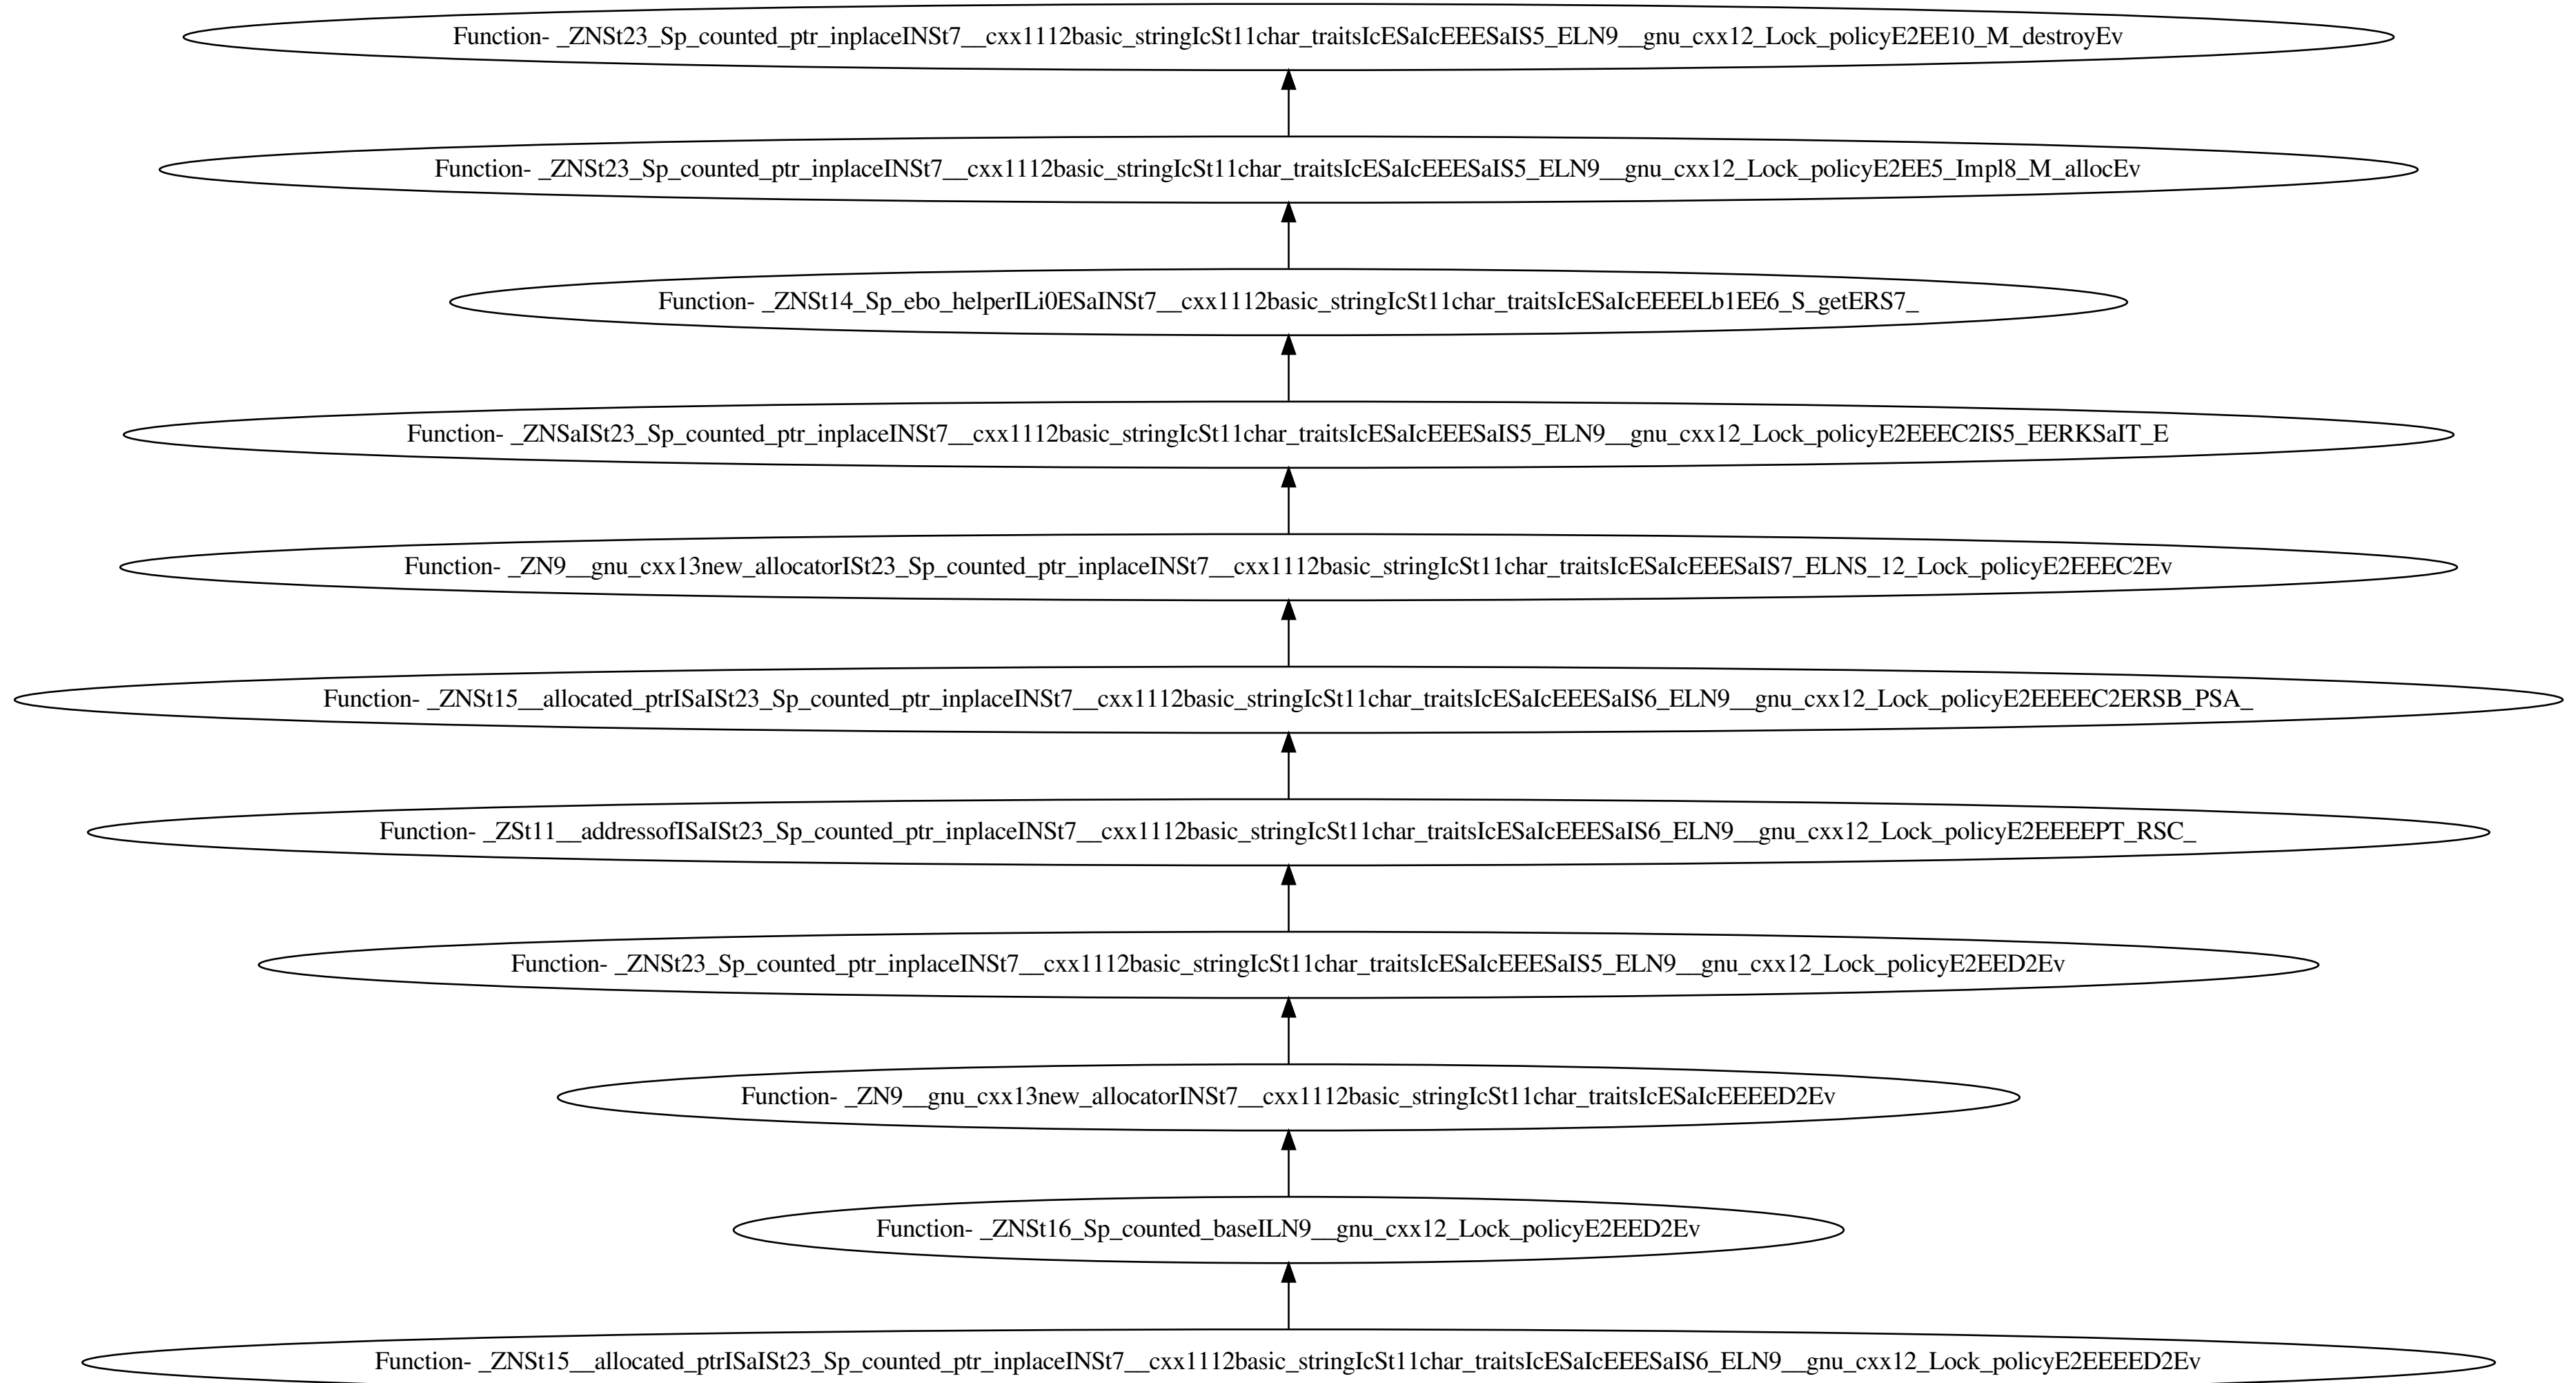 Function- _ZNSt23_Sp_counted_ptr_inplaceINSt7__cxx1112basic_stringIcSt11char_traitsIcESaIcEEESaIS5_ELN9__gnu_cxx12_Lock_policyE2EE10_M_destroyEv
Function- _ZNSt23_Sp_counted_ptr_inplaceINSt7__cxx1112basic_stringIcSt11char_traitsIcESaIcEEESaIS5_ELN9__gnu_cxx12_Lock_policyE2EE5_Impl8_M_allocEv
Function- _ZNSt14_Sp_ebo_helperILi0ESaINSt7__cxx1112basic_stringIcSt11char_traitsIcESaIcEEEELb1EE6_S_getERS7_
Function- _ZNSaISt23_Sp_counted_ptr_inplaceINSt7__cxx1112basic_stringIcSt11char_traitsIcESaIcEEESaIS5_ELN9__gnu_cxx12_Lock_policyE2EEEC2IS5_EERKSaIT_E
Function- _ZN9__gnu_cxx13new_allocatorISt23_Sp_counted_ptr_inplaceINSt7__cxx1112basic_stringIcSt11char_traitsIcESaIcEEESaIS7_ELNS_12_Lock_policyE2EEEC2Ev
Function- _ZNSt15__allocated_ptrISaISt23_Sp_counted_ptr_inplaceINSt7__cxx1112basic_stringIcSt11char_traitsIcESaIcEEESaIS6_ELN9__gnu_cxx12_Lock_policyE2EEEEC2ERSB_PSA_
Function- _ZSt11__addressofISaISt23_Sp_counted_ptr_inplaceINSt7__cxx1112basic_stringIcSt11char_traitsIcESaIcEEESaIS6_ELN9__gnu_cxx12_Lock_policyE2EEEEPT_RSC_
Function- _ZNSt23_Sp_counted_ptr_inplaceINSt7__cxx1112basic_stringIcSt11char_traitsIcESaIcEEESaIS5_ELN9__gnu_cxx12_Lock_policyE2EED2Ev
Function- _ZN9__gnu_cxx13new_allocatorINSt7__cxx1112basic_stringIcSt11char_traitsIcESaIcEEEED2Ev
Function- _ZNSt16_Sp_counted_baseILN9__gnu_cxx12_Lock_policyE2EED2Ev
Function- _ZNSt15__allocated_ptrISaISt23_Sp_counted_ptr_inplaceINSt7__cxx1112basic_stringIcSt11char_traitsIcESaIcEEESaIS6_ELN9__gnu_cxx12_Lock_policyE2EEEED2Ev